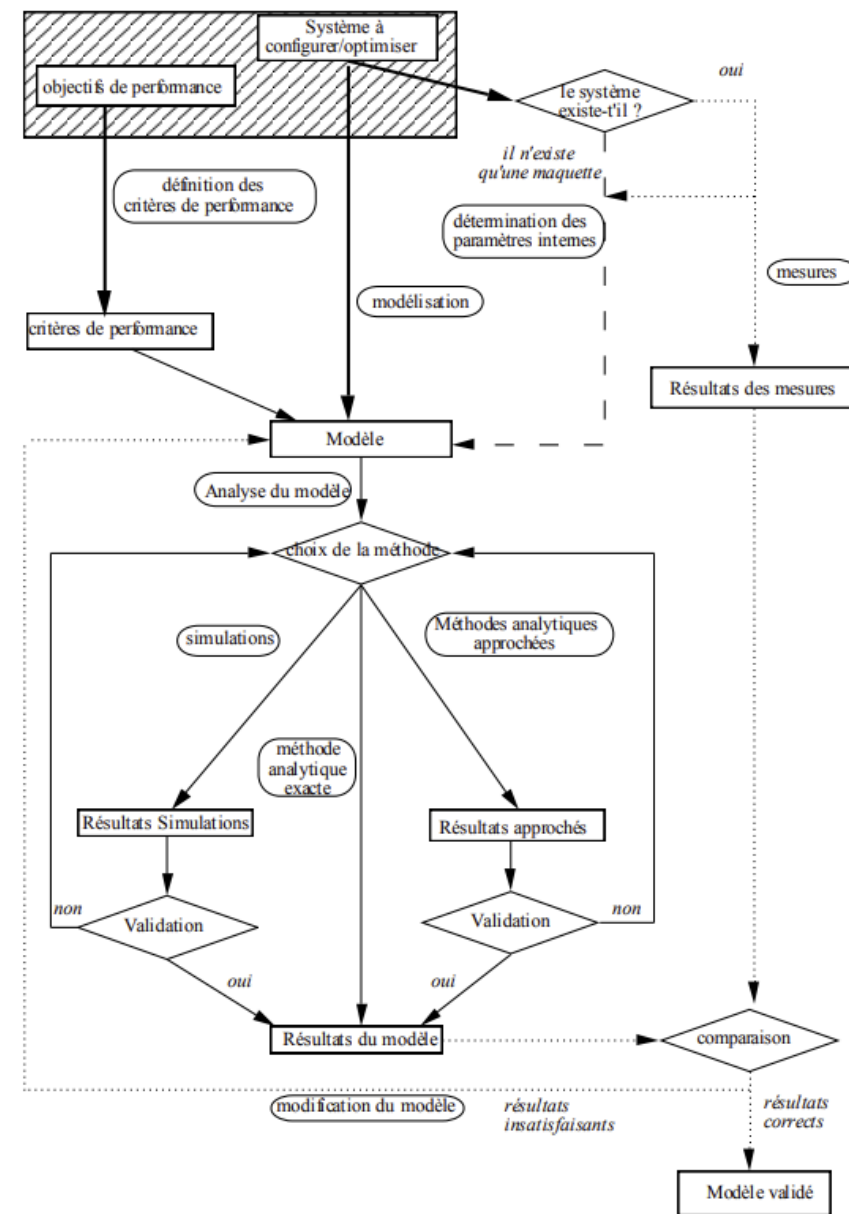 Système à
configurer/optimiser
objectifs de performance
le système
existe-t'il ?
oui
il n'existe
qu'une maquette
définition des
critères de performance
détermination des
paramètres internes
mesures
modélisation
critères de performance
Résultats des mesures
Modèle
Analyse du modèle
choix de la méthode
simulations
Méthodes analytiques
approchées
méthode
analytique
exacte
Résultats Simulations
Résultats approchés
non
Validation
Validation
non
oui
oui
Résultats du modèle
comparaison
modification du modèle
résultats
insatisfaisants
résultats
corrects
Modèle validé